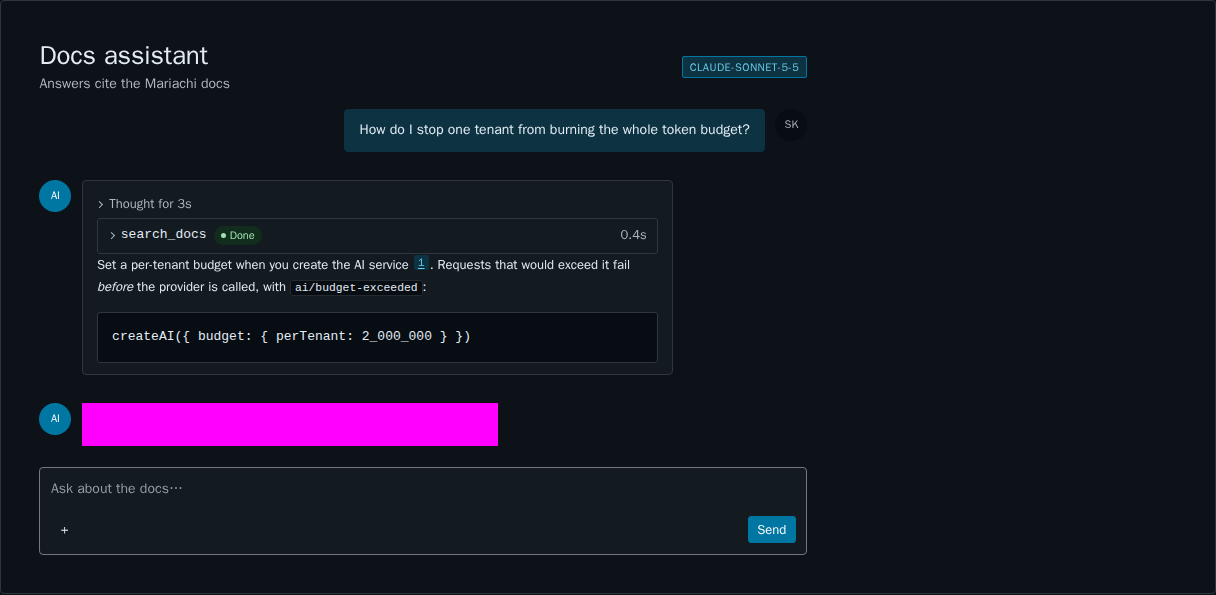 Docs assistant
Answers cite the Mariachi docs
CLAUDE-SONNET-5-5
How do I stop one tenant from burning the whole token budget?
SK
AI
Thought for 3s
search_docs Done 0.4s
Set a per-tenant budget when you create the AI service 1. Requests that would exceed it fail
before the provider is called, with ai/budget-exceeded:
createAI({ budget: { perTenant: 2_000_000 } })
AI
Ask about the docs…
+
Send